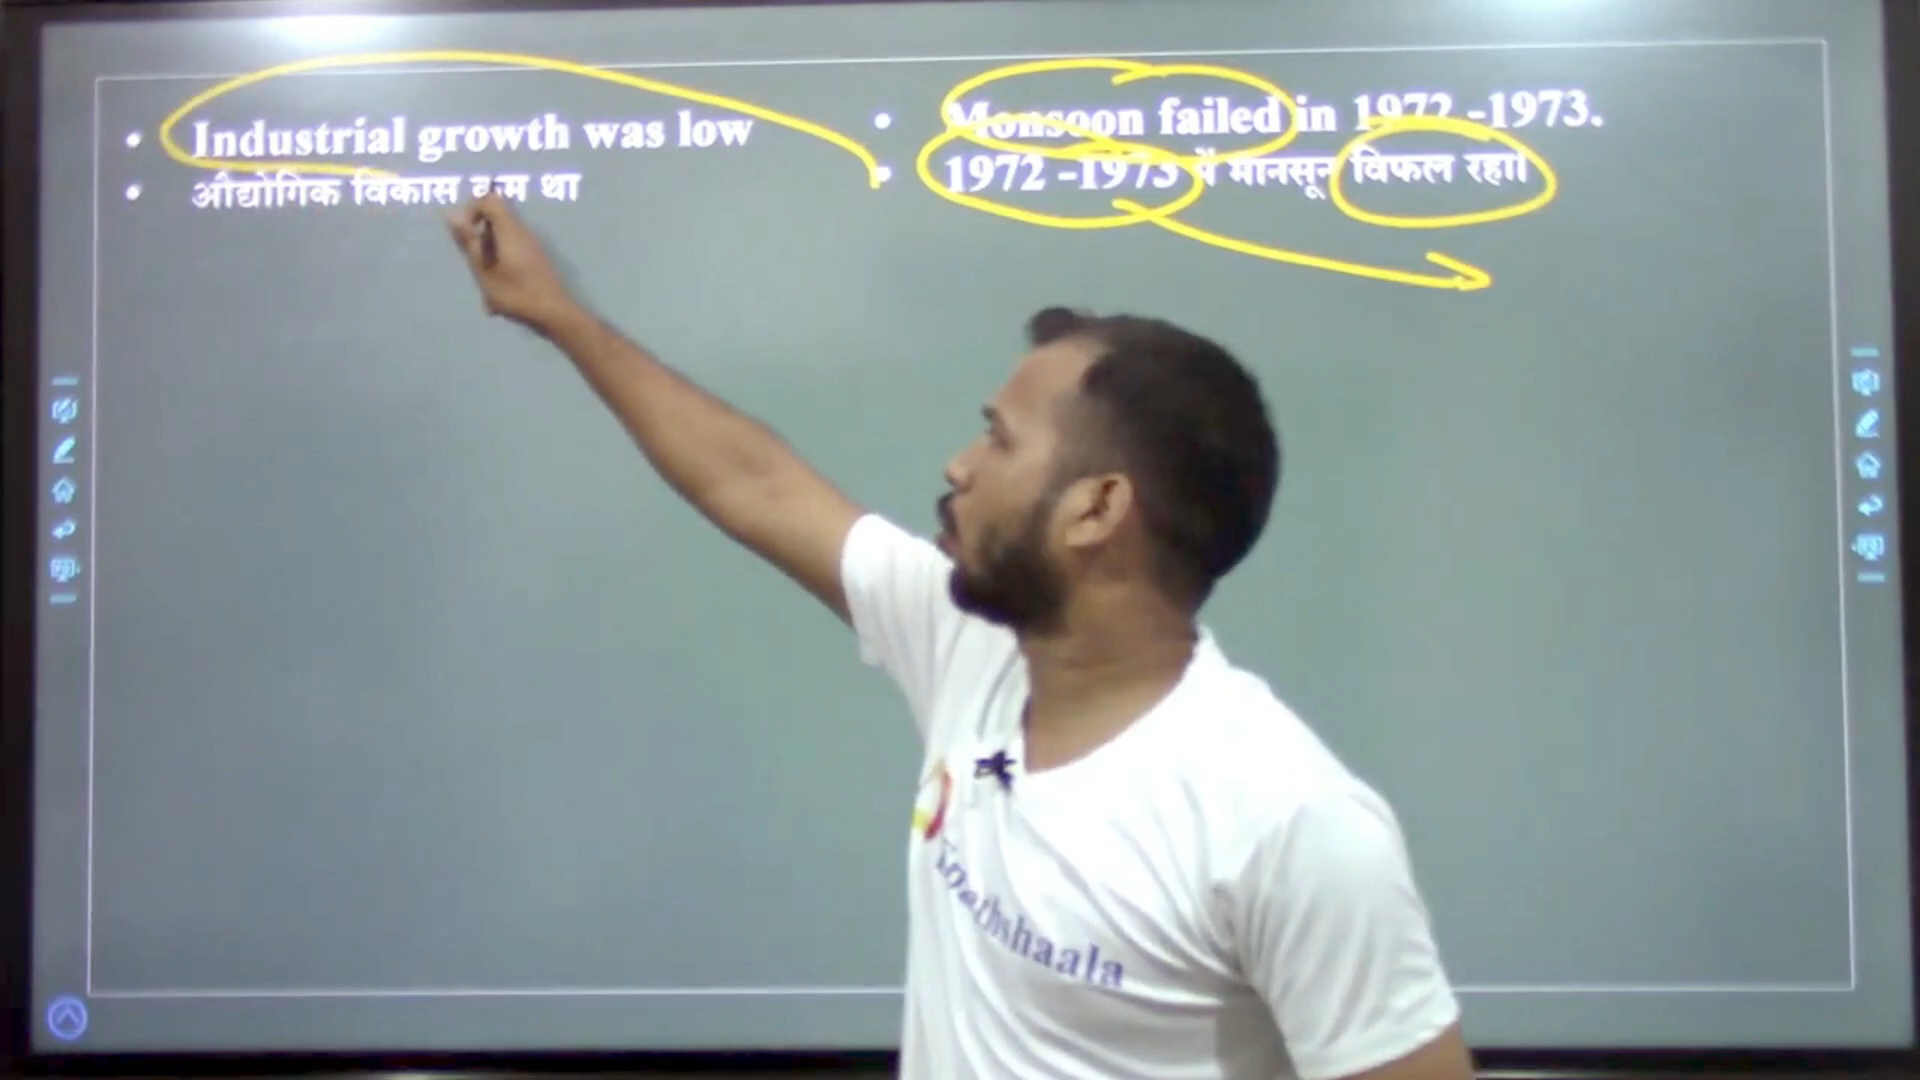 • Industrial growth was low
• औद्योगिक विकास कम था
• Monsoon failed in 1972 -1973.
• 1972 -1973 में मानसून विफल रहा।